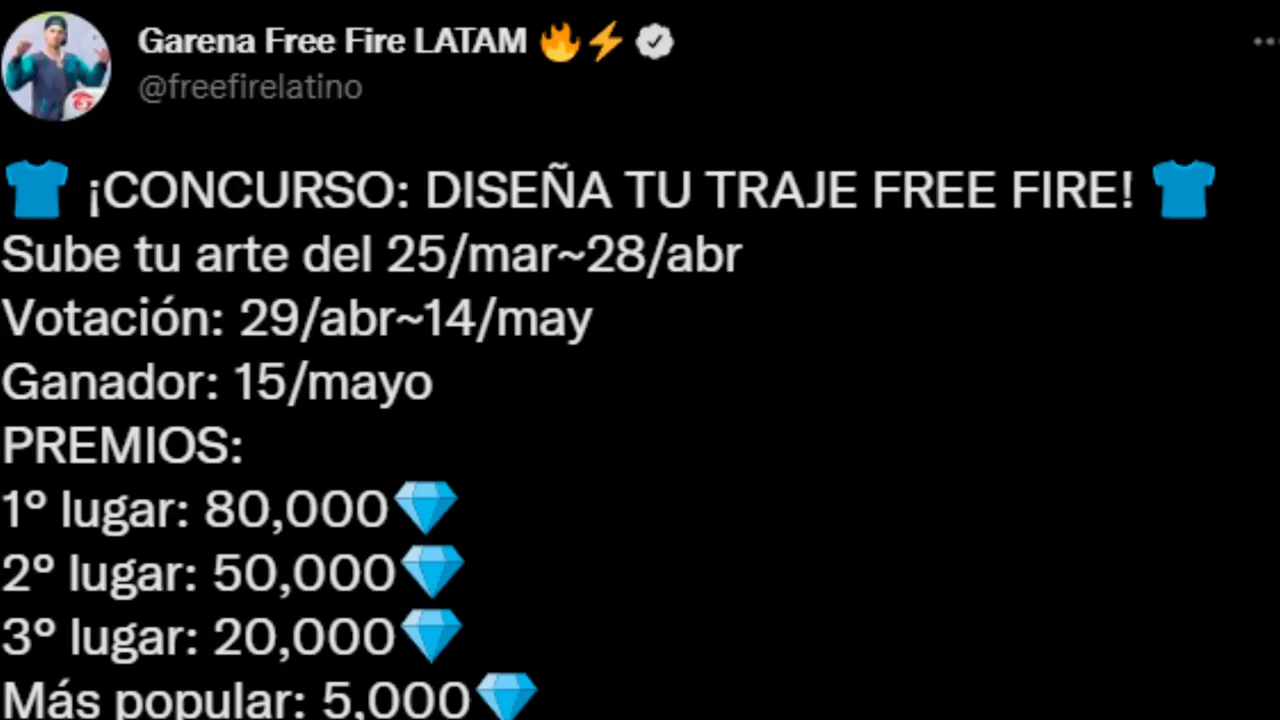 Garena Free Fire LATAM 🔥⚡
@freefirelatino
👕 ¡CONCURSO: DISEÑA TU TRAJE FREE FIRE! 👕
Sube tu arte del 25/mar~28/abr
Votación: 29/abr~14/may
Ganador: 15/mayo
PREMIOS:
1º lugar: 80,000💎
2º lugar: 50,000💎
3º lugar: 20,000💎
Más popular: 5,000💎